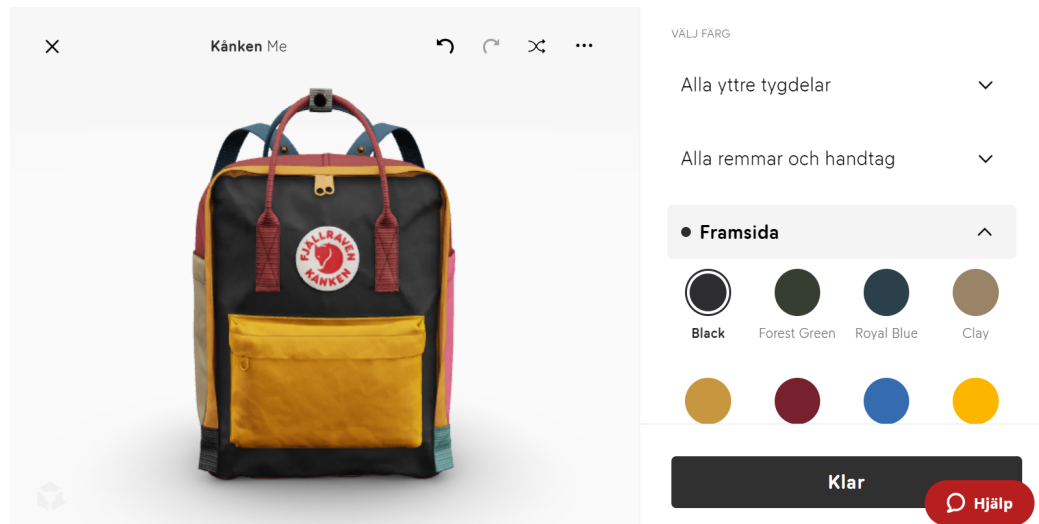 Kånken Me
FJÄLLRÄVEN
KÅNKEN
VÄLJ FÄRG
Alla yttre tygdelar
Alla remmar och handtag
Framsida
Black
Forest Green
Royal Blue
Clay
Klar
Hjälp